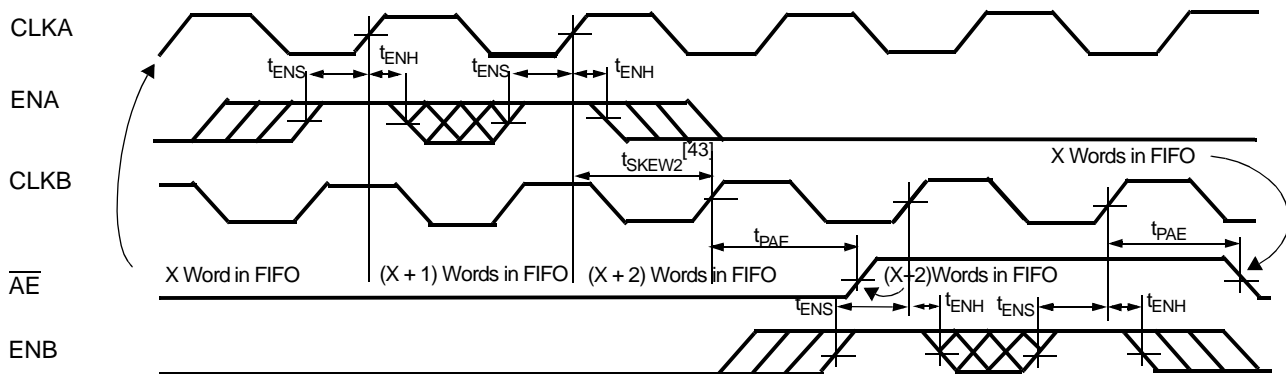 CLKA
tENS
tENH
tENS
tENH
ENA
[43]
tSKEW2
X Words in FIFO
CLKB
tPAE
tPAE
X Word in FIFO
(X + 1) Words in FIFO
(X + 2) Words in FIFO
(X+2)Words in FIFO
AE
tENS
tENH
tENS
tENH
ENB